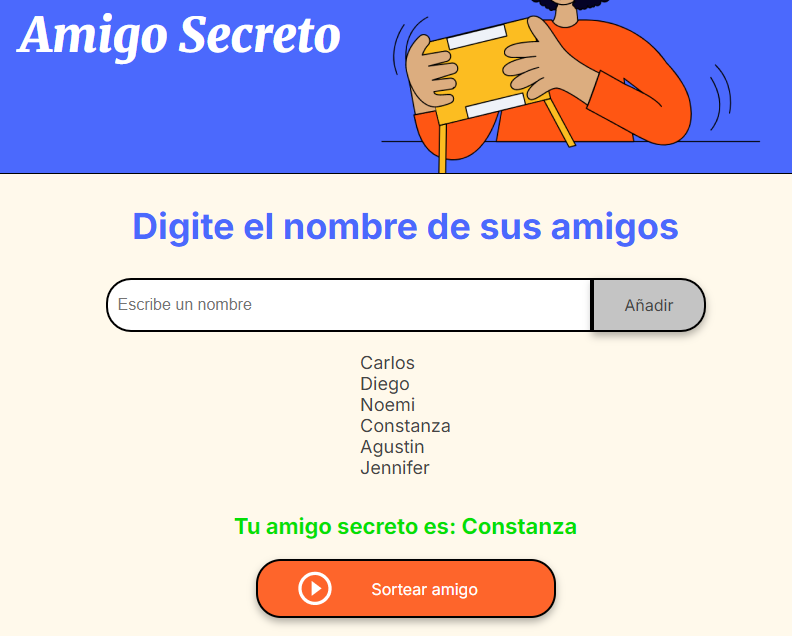 Amigo Secreto
Digite el nombre de sus amigos
Escribe un nombre
Añadir
Carlos
Diego
Noemi
Constanza
Agustin
Jennifer
Tu amigo secreto es: Constanza
Sortear amigo